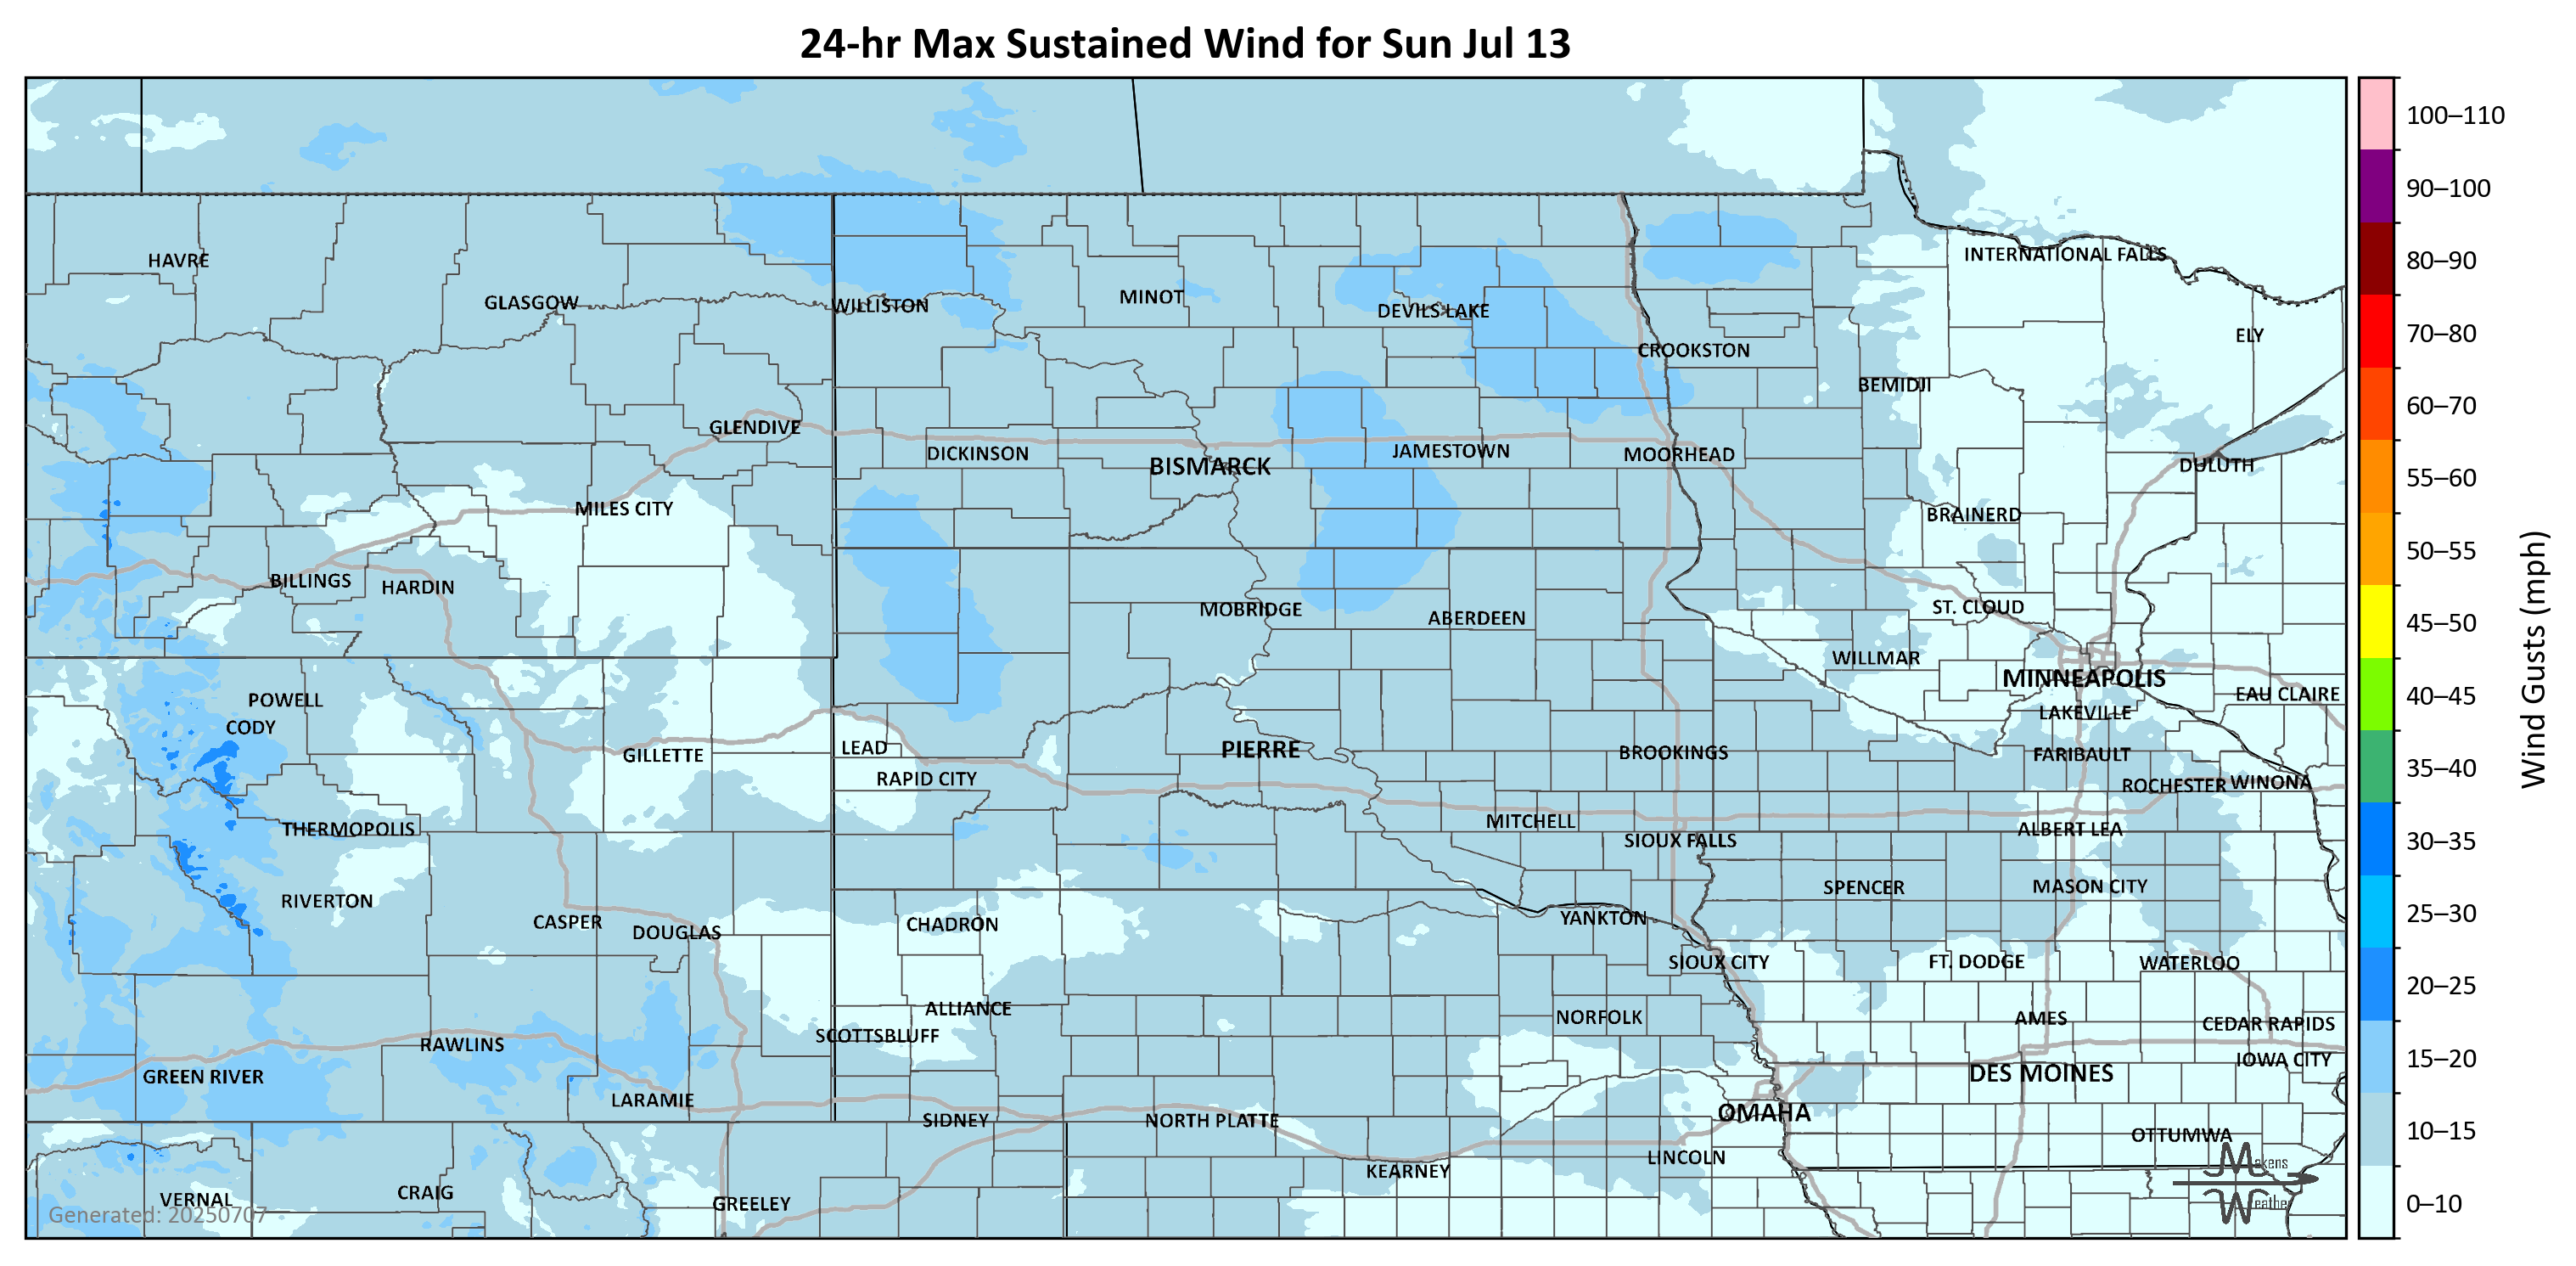 24-hr Max Sustained Wind for Sun Jul 13
100–110
90–100
80–90
70–80
60–70
55–60
50–55
45–50
40–45
35–40
30–35
25–30
20–25
15–20
10–15
0–10
Wind Gusts (mph)
HAVRE
INTERNATIONAL FALLS
GLASGOW
WILLISTON
MINOT
DEVILS LAKE
ELY
CROOKSTON
BEMIDJI
GLENDIVE
DICKINSON
BISMARCK
JAMESTOWN
MOORHEAD
DULUTH
MILES CITY
BRAINERD
BILLINGS
HARDIN
MOBRIDGE
ABERDEEN
ST. CLOUD
WILLMAR
MINNEAPOLIS
EAU CLAIRE
POWELL
CODY
LAKEVILLE
GILLETTE
LEAD
PIERRE
BROOKINGS
FARIBAULT
RAPID CITY
ROCHESTER
WINONA
THERMOPOLIS
MITCHELL
SIOUX FALLS
ALBERT LEA
RIVERTON
SPENCER
MASON CITY
CASPER
DOUGLAS
CHADRON
YANKTON
SIOUX CITY
FT. DODGE
WATERLOO
ALLIANCE
SCOTTSBLUFF
NORFOLK
AMES
CEDAR RAPIDS
RAWLINS
IOWA CITY
GREEN RIVER
DES MOINES
LARAMIE
SIDNEY
NORTH PLATTE
OMAHA
OTTUMWA
KEARNEY
LINCOLN
VERNAL
CRAIG
GREELEY
Generated: 20250707
Makens
Weather